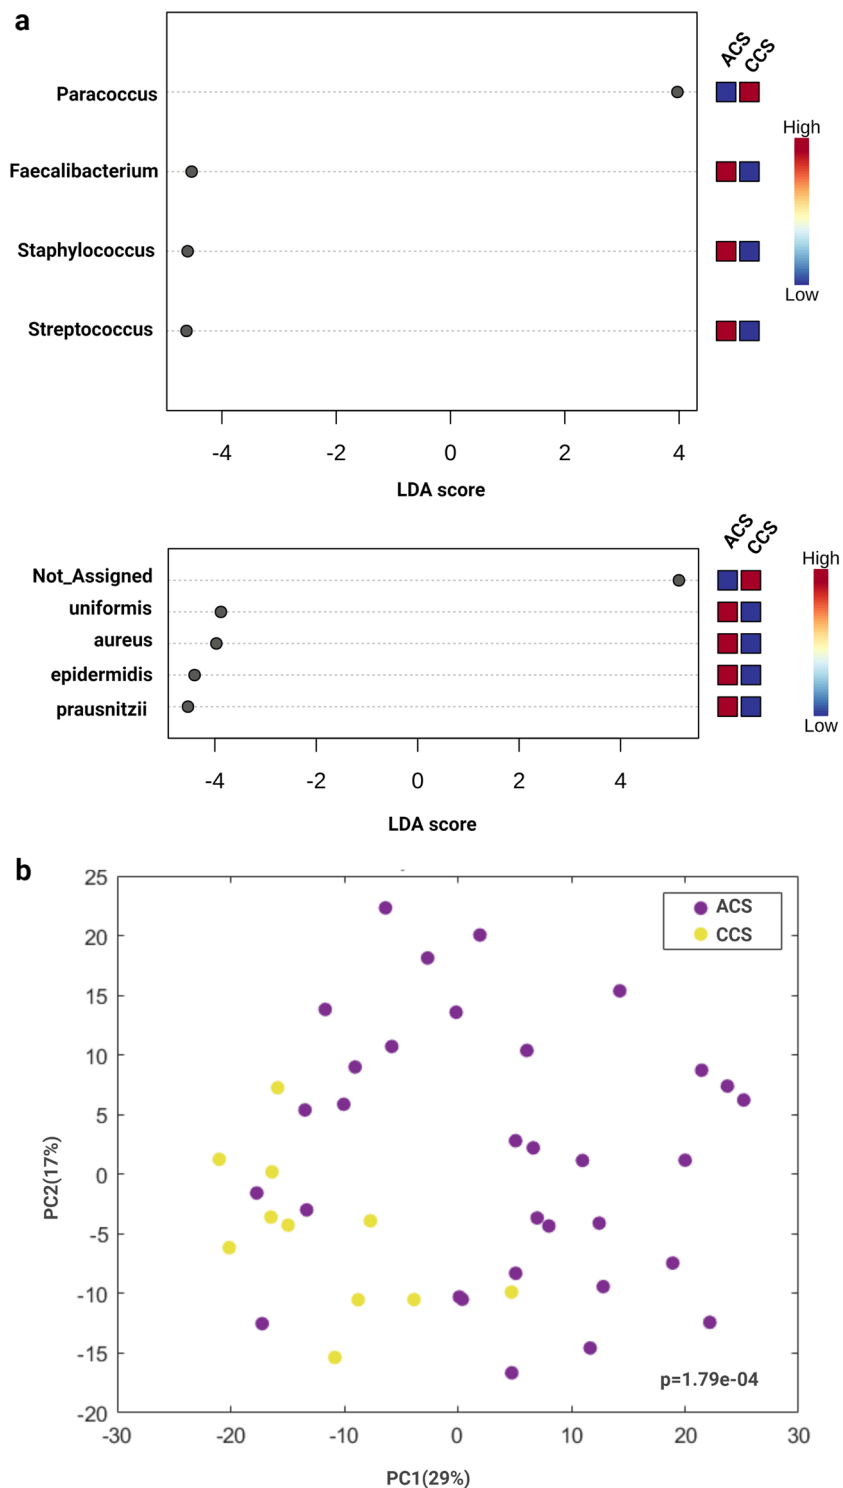 a
ACS
CCS
Paracoccus
High
Faecalibacterium
Staphylococcus
Low
Streptococcus
-4 -2 0 2 4
LDA score
ACS
CCS
High
Not_Assigned
uniformis
aureus
epidermidis
prausnitzii
Low
-4 -2 0 2 4
LDA score
b
25
ACS
CCS
20
15
10
5
0
PC2(17%)
-5
-10
-15
p=1.79e-04
-20
-30 -20 -10 0 10 20 30
PC1(29%)